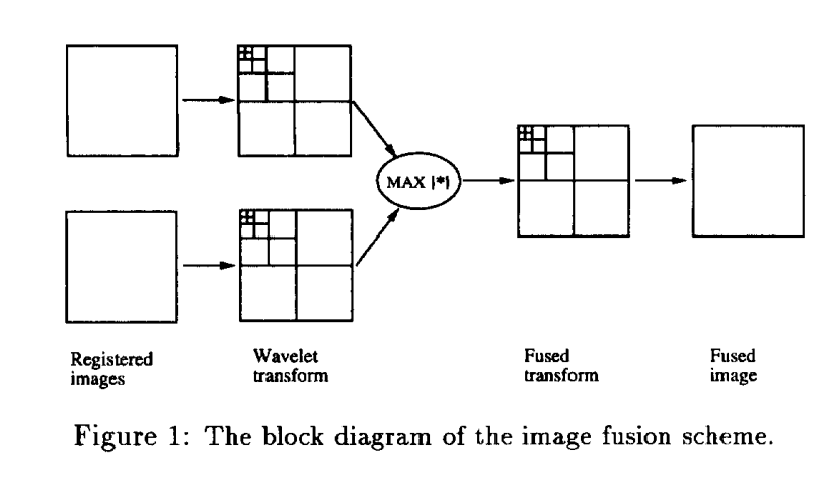 MAX |*|
Registered
images
Wavelet
transform
Fused
transform
Fused
image
Figure 1: The block diagram of the image fusion scheme.